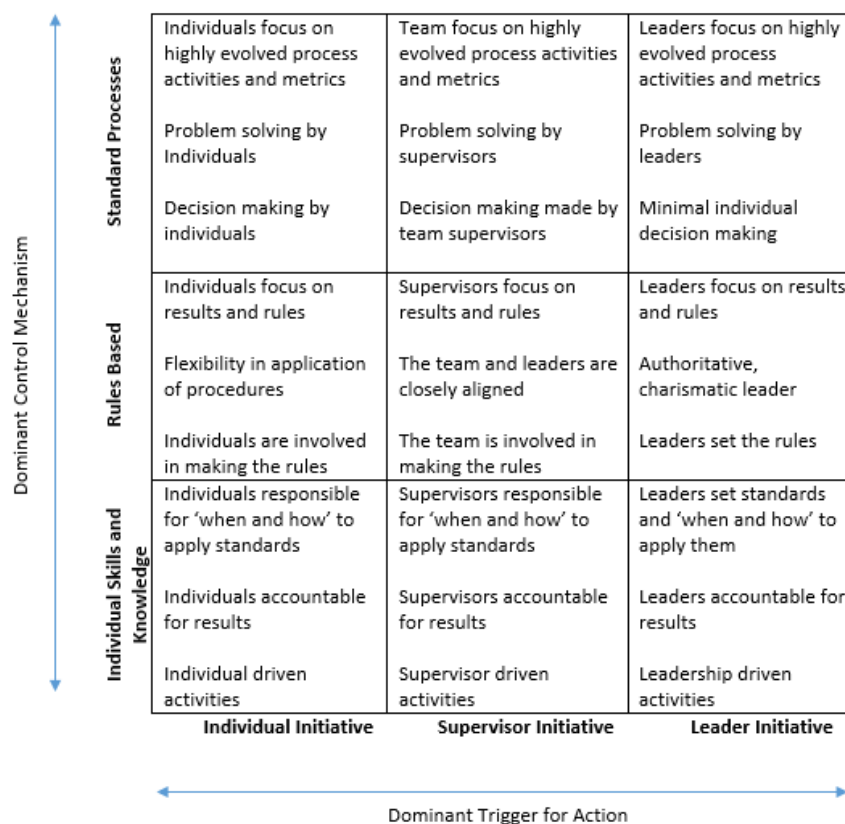 Dominant Control Mechanism
Standard Processes
Individuals focus on
highly evolved process
activities and metrics
Problem solving by
Individuals
Decision making by
individuals
Team focus on highly
evolved process activities
and metrics
Problem solving by
supervisors
Decision making made by
team supervisors
Leaders focus on highly
evolved process
activities and metrics
Problem solving by
leaders
Minimal individual
decision making
Rules Based
Individuals focus on
results and rules
Flexibility in application
of procedures
Individuals are involved
in making the rules
Supervisors focus on
results and rules
The team and leaders are
closely aligned
The team is involved in
making the rules
Leaders focus on results
and rules
Authoritative,
charismatic leader
Leaders set the rules
Individual Skills and
Knowledge
Individuals responsible
for ‘when and how’ to
apply standards
Individuals accountable
for results
Individual driven
activities
Supervisors responsible
for ‘when and how’ to
apply standards
Supervisors accountable
for results
Supervisor driven
activities
Leaders set standards
and ‘when and how’ to
apply them
Leaders accountable for
results
Leadership driven
activities
Individual Initiative
Supervisor Initiative
Leader Initiative
Dominant Trigger for Action